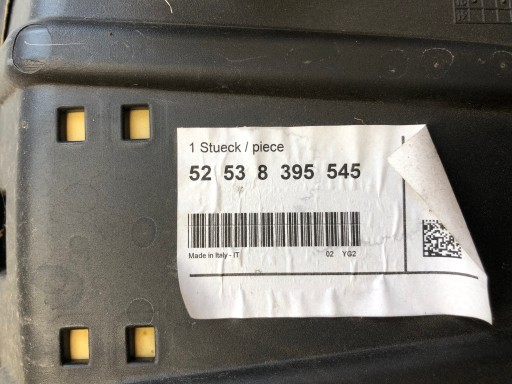 1 Stueck / piece
52 53 8 395 545
Made in Italy - IT 02 YG2